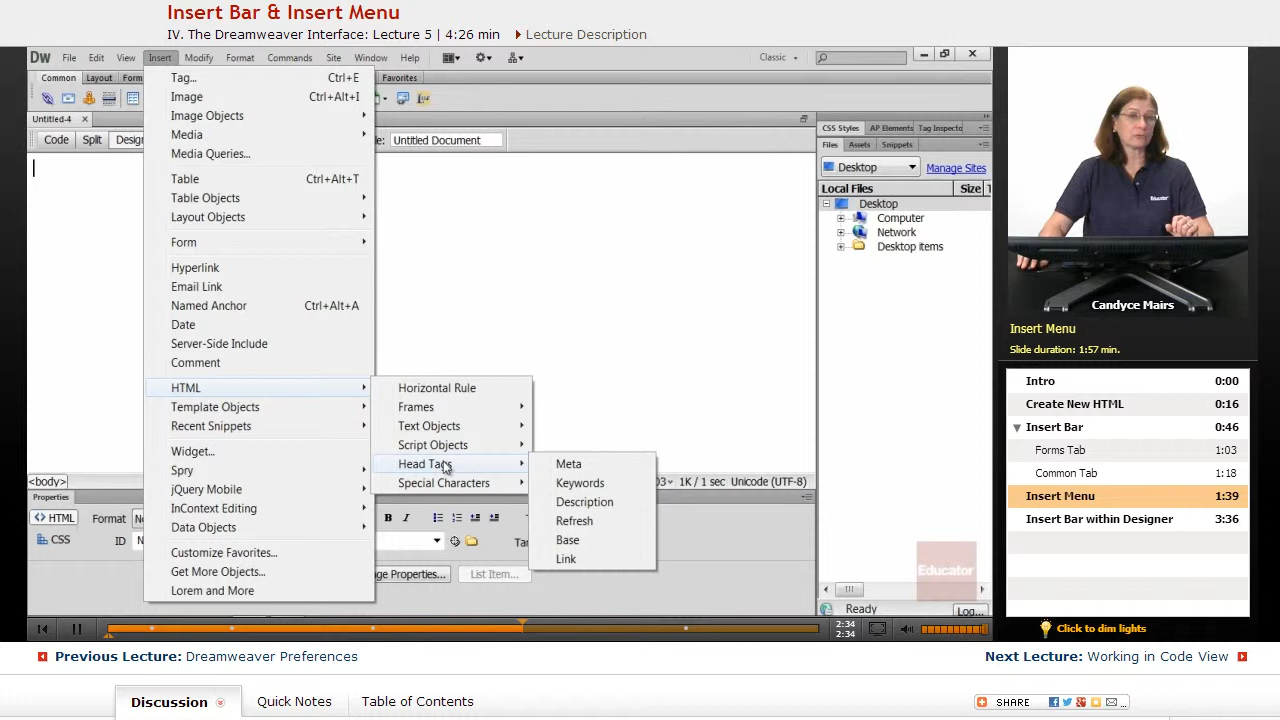 Insert Bar & Insert Menu
IV. The Dreamweaver Interface: Lecture 5 | 4:26 min
Lecture Description
DW File Edit View Insert Modify Format Commands Site Window Help Classic
Common Layout Form Favorites
Untitled-4
Code Split Design
Untitled Document
Tag... Ctrl+E
Image Ctrl+Alt+I
Image Objects
Media
Media Queries...
Table Ctrl+Alt+T
Table Objects
Layout Objects
Form
Hyperlink
Email Link
Named Anchor Ctrl+Alt+A
Date
Server-Side Include
Comment
HTML
Template Objects
Recent Snippets
Widget...
Spry
jQuery Mobile
InContext Editing
Data Objects
Customize Favorites...
Get More Objects...
Lorem and More
Horizontal Rule
Frames
Text Objects
Script Objects
Head Tags
Special Characters
Meta
Keywords
Description
Refresh
Base
Link
<body>
1K / 1 sec Unicode (UTF-8)
Properties
<> HTML Format
B I
CSS ID
List Item...
CSS Styles AP Elements Tag Inspecto
Files Assets Snippets
Desktop Manage Sites
Local Files Size T
Desktop
Computer
Network
Desktop items
Ready Log...
Educator
Educator
Candyce Mairs
Insert Menu
Slide duration: 1:57 min.
Intro 0:00
Create New HTML 0:16
Insert Bar 0:46
Forms Tab 1:03
Common Tab 1:18
Insert Menu 1:39
Insert Bar within Designer 3:36
2:34
2:34
Click to dim lights
Previous Lecture: Dreamweaver Preferences
Next Lecture: Working in Code View
Discussion Quick Notes Table of Contents
SHARE